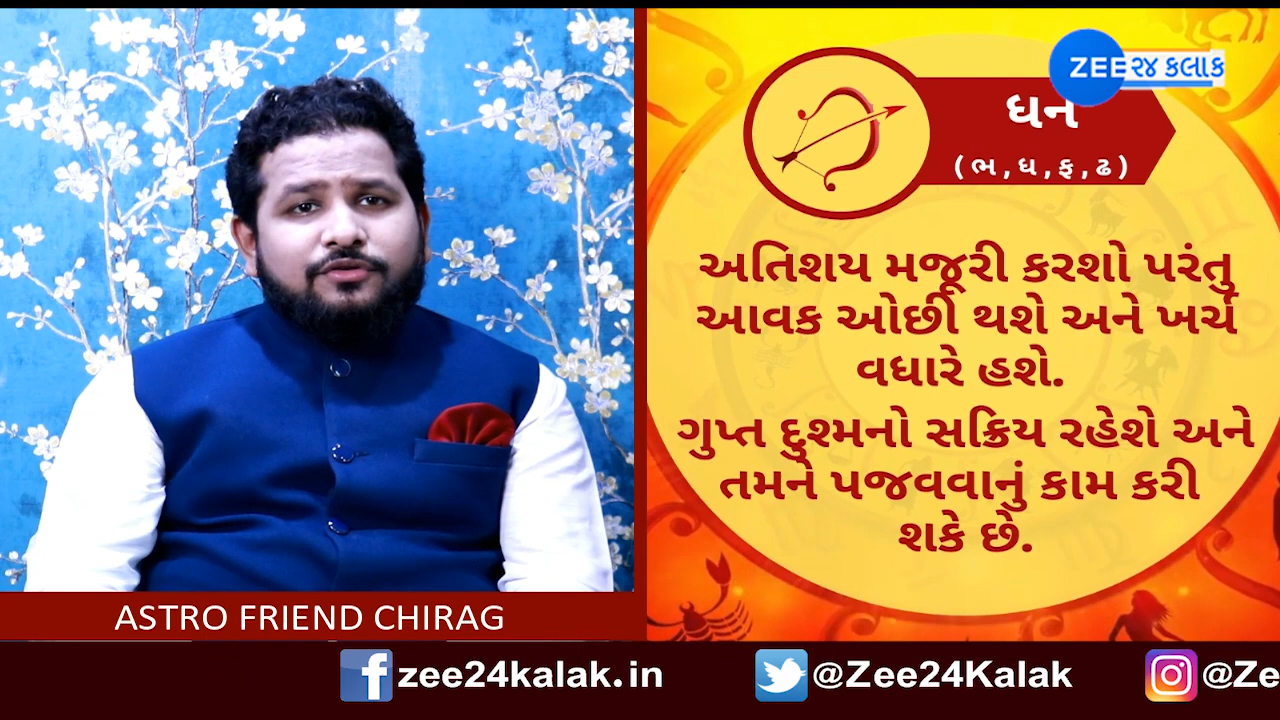 ZEE ૨૪ કલાક
ધન
(ભ,ધ,ફ,ઢ)
અતિશય મજૂરી કરશો પરંતુ
આવક ઓછી થશે અને ખર્ચ
વધારે હશે.
ગુપ્ત દુશ્મનો સક્રિય રહેશે અને
તમને પજવવાનું કામ કરી
શકે છે.
ASTRO FRIEND CHIRAG
zee24kalak.in @Zee24Kalak @Ze